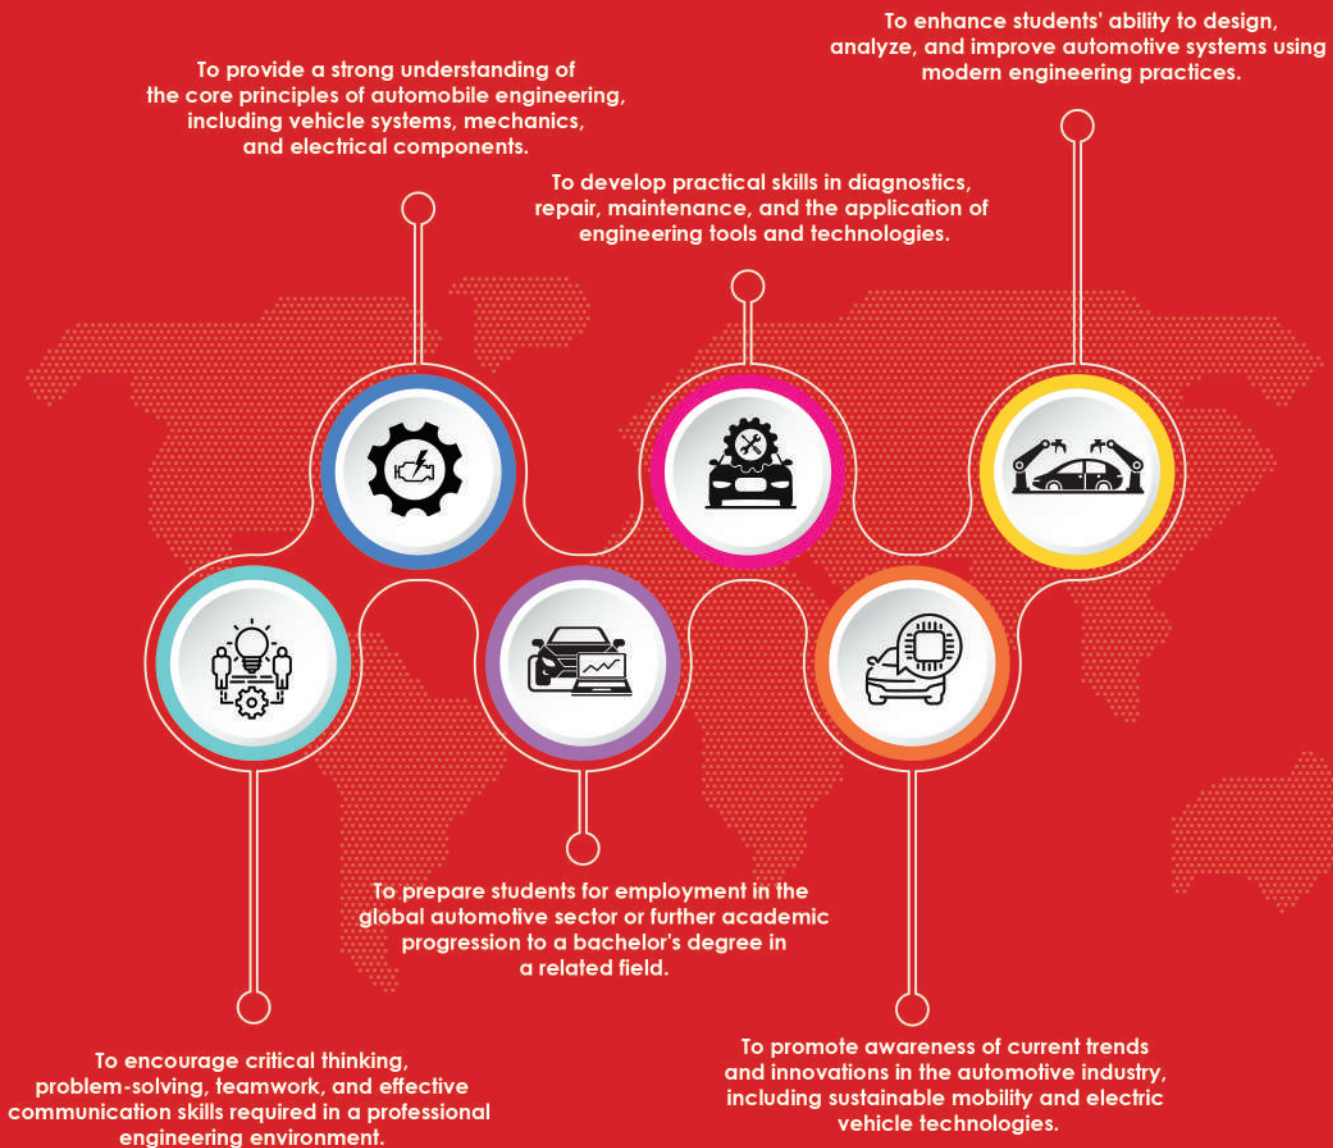 To enhance students' ability to design,
analyze, and improve automotive systems using
modern engineering practices.
To provide a strong understanding of
the core principles of automobile engineering,
including vehicle systems, mechanics,
and electrical components.
To develop practical skills in diagnostics,
repair, maintenance, and the application of
engineering tools and technologies.
To prepare students for employment in the
global automotive sector or further academic
progression to a bachelor's degree in
a related field.
To encourage critical thinking,
problem-solving, teamwork, and effective
communication skills required in a professional
engineering environment.
To promote awareness of current trends
and innovations in the automotive industry,
including sustainable mobility and electric
vehicle technologies.